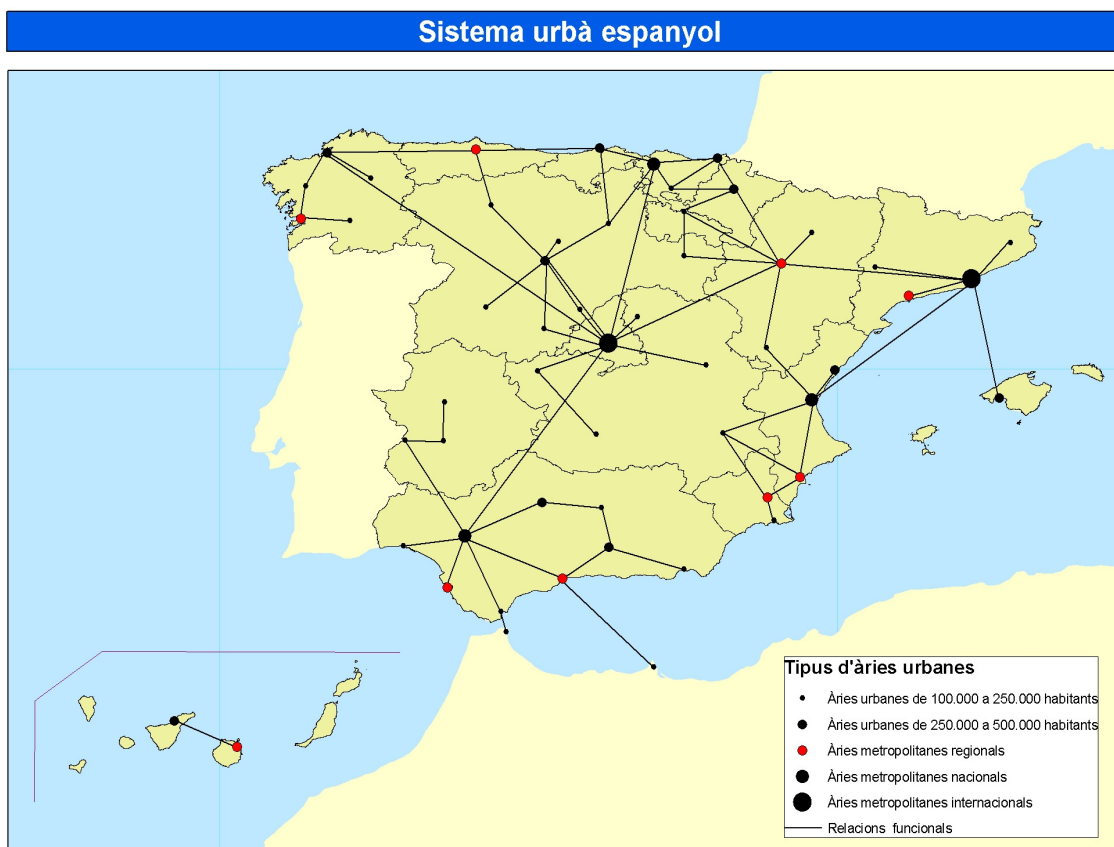 Sistema urbà espanyol
Tipus d'àries urbanes
Àries urbanes de 100.000 a 250.000 habitants
Àries urbanes de 250.000 a 500.000 habitants
Àries metropolitanes regionals
Àries metropolitanes nacionals
Àries metropolitanes internacionals
Relacions funcionals